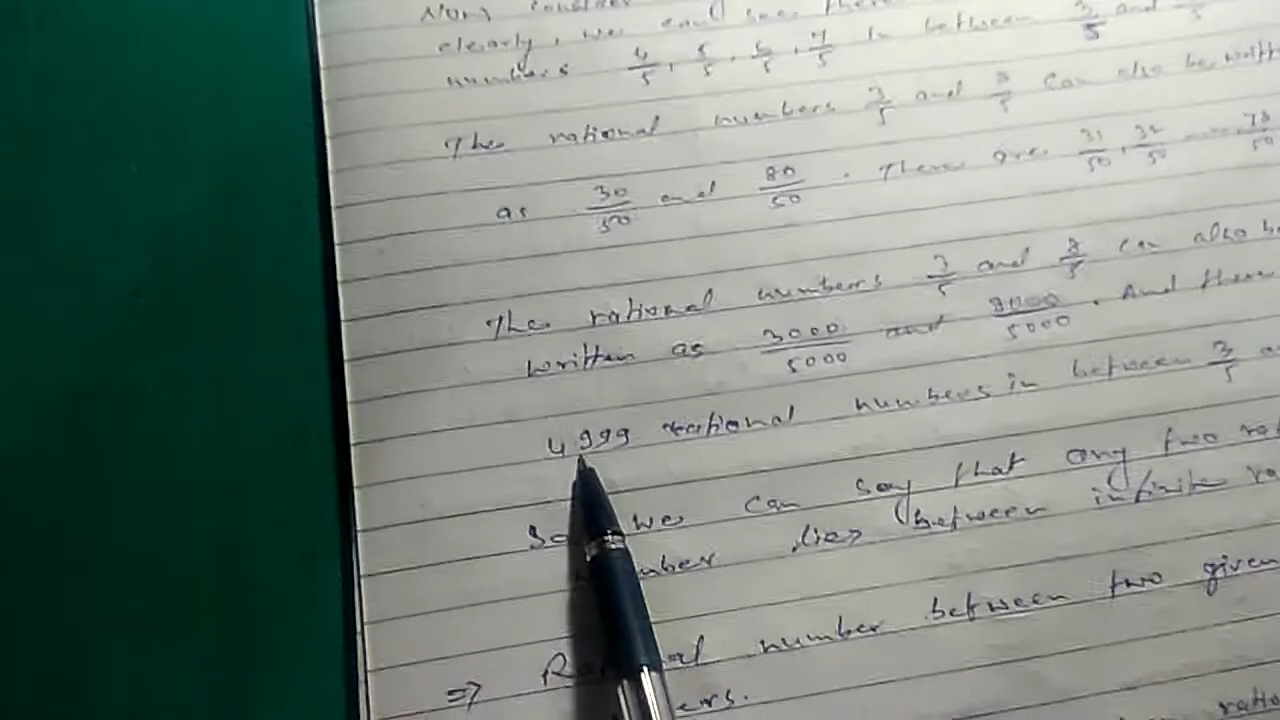 clearly, we could see there
numbers 4/5, 5/5, 6/5, 7/5 in between 3/5 and
The rational numbers 3/5 and 8/5 can also be
as 30/50 and 80/50. There are 31/50, 32/50 --- 78/50
The rational numbers 3/5 and 8/5 can also be
written as 3000/5000 and 8000/5000. And there
4999 rational numbers in between 3/5
So we can say that any two
lies between infinite
=> number between two given